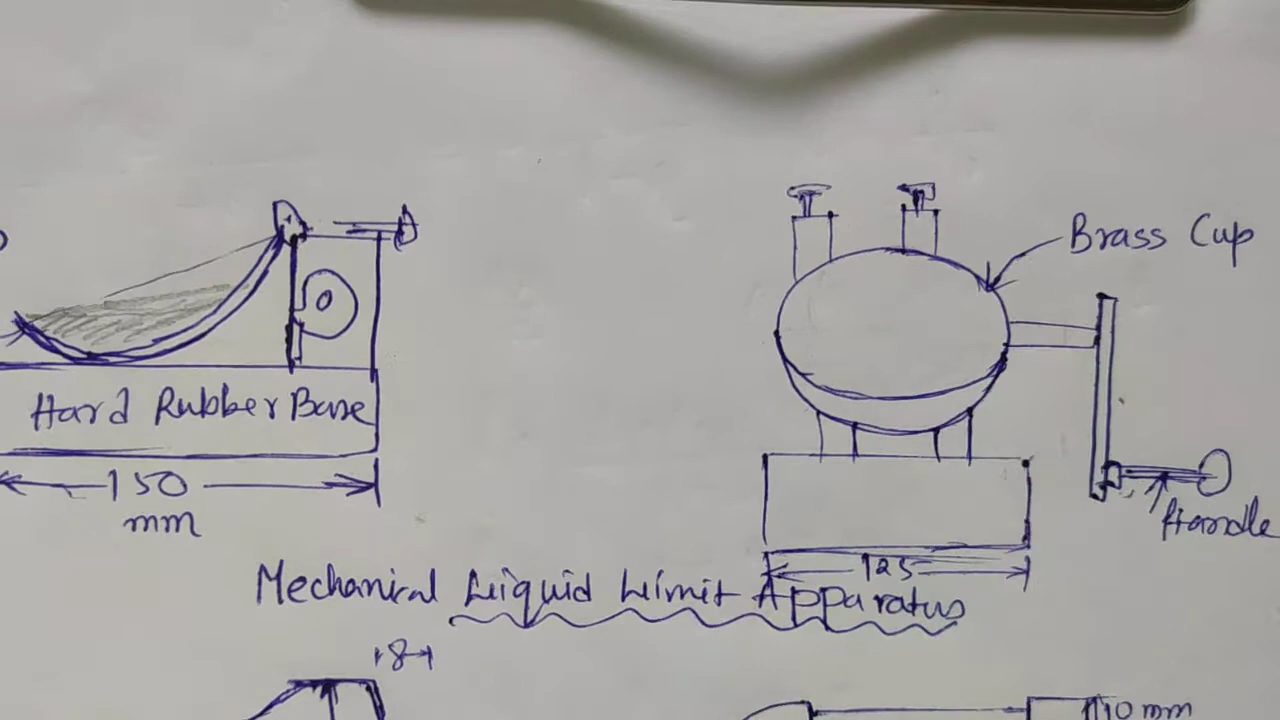 Brass Cup
Hard Rubber Base
150
mm
Handle
125
Mechanical Liquid Limit Apparatus
8
10 mm